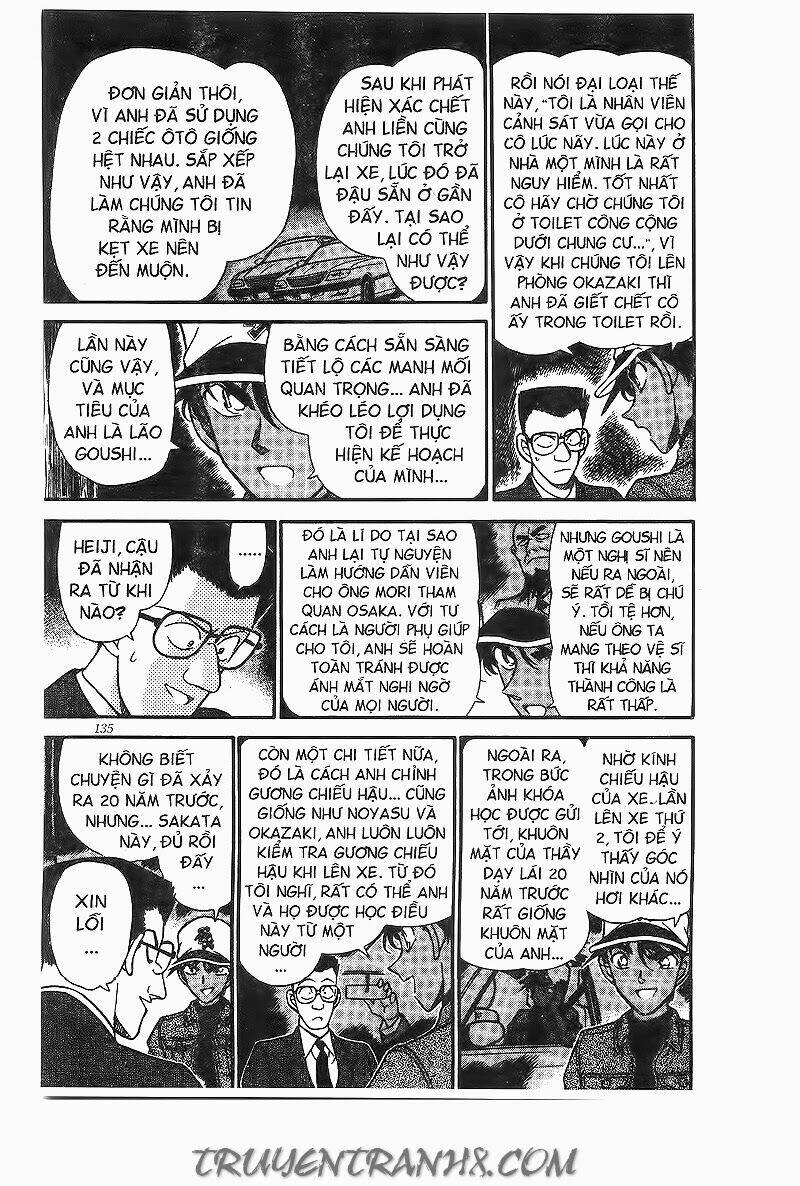 RỒI NÓI ĐẠI LOẠI THẾ
NÀY, "TÔI LÀ NHÂN VIÊN
CẢNH SÁT VỪA GỌI CHO
CÔ LÚC NÃY. LÚC NÀY Ở
NHÀ MỘT MÌNH LÀ RẤT
NGUY HIỂM. TỐT NHẤT
CÔ HÃY CHỜ CHÚNG TÔI
Ở TOILET CÔNG CỘNG
DƯỚI CHUNG CƯ...", VÌ
VẬY KHI CHÚNG TÔI LÊN
PHÒNG OKAZAKI THÌ
ANH ĐÃ GIẾT CHẾT CÔ
ẤY TRONG TOILET RỒI.
SAU KHI PHÁT
HIỆN XÁC CHẾT
ANH LIỀN CÙNG
CHÚNG TÔI TRỞ
LẠI XE, LÚC ĐÓ ĐÃ
ĐẬU SẴN Ở GẦN
ĐẤY. TẠI SAO
LẠI CÓ THỂ
NHƯ VẬY
ĐƯỢC?
ĐƠN GIẢN THÔI,
VÌ ANH ĐÃ SỬ DỤNG
2 CHIẾC ÔTÔ GIỐNG
HỆT NHAU. SẮP XẾP
NHƯ VẬY, ANH ĐÃ
LÀM CHÚNG TÔI TIN
RẰNG MÌNH BỊ
KẸT XE NÊN
ĐẾN MUỘN.
BẰNG CÁCH SẴN SÀNG
TIẾT LỘ CÁC MANH MỐI
QUAN TRỌNG... ANH ĐÃ
KHÉO LÉO LỢI DỤNG
TÔI ĐỂ THỰC
HIỆN KẾ HOẠCH
CỦA MÌNH...
LẦN NÀY
CŨNG VẬY,
VÀ MỤC
TIÊU CỦA
ANH LÀ LÃO
GOUSHI...
NHƯNG GOUSHI LÀ
MỘT NGHỊ SĨ NÊN
NẾU RA NGOÀI,
SẼ RẤT DỄ BỊ CHÚ
Ý. TỒI TỆ HƠN,
NẾU ÔNG TA
MANG THEO VỆ SĨ
THÌ KHẢ NĂNG
THÀNH CÔNG LÀ
RẤT THẤP.
ĐÓ LÀ LÍ DO TẠI SAO
ANH LẠI TỰ NGUYỆN
LÀM HƯỚNG DẨN VIÊN
CHO ÔNG MORI THAM
QUAN OSAKA. VỚI TƯ
CÁCH LÀ NGƯỜI PHỤ GIÚP
CHO TÔI, ANH SẼ HOÀN
TOÀN TRÁNH ĐƯỢC
ÁNH MẮT NGHI NGỜ
CỦA MỌI NGƯỜI.
.....
HEIJI, CẬU
ĐÃ NHẬN
RA TỪ KHI
NÀO?
135
NHỜ KÍNH
CHIẾU HẬU
CỦA XE. LẦN
LÊN XE THỨ
2, TÔI ĐỂ Ý
THẤY GÓC
NHÌN CỦA NÓ
HƠI KHÁC...
NGOÀI RA,
TRONG BỨC
ẢNH KHÓA
HỌC ĐƯỢC GỬI
TỚI, KHUÔN
MẶT CỦA THẦY
DẠY LÁI 20
NĂM TRƯỚC
RẤT GIỐNG
KHUÔN MẶT
CỦA ANH...
CÒN MỘT CHI TIẾT NỮA,
ĐÓ LÀ CÁCH ANH CHỈNH
GƯƠNG CHIẾU HẬU... CŨNG
GIỐNG NHƯ NOYASU VÀ
OKAZAKI, ANH LUÔN LUÔN
KIỂM TRA GƯƠNG CHIẾU
HẬU KHI LÊN XE. TỪ ĐÓ
TÔI NGHĨ, RẤT CÓ THỂ ANH
VÀ HỌ ĐƯỢC HỌC ĐIỀU
NÀY TỪ MỘT
NGƯỜI
...
KHÔNG BIẾT
CHUYỆN GÌ ĐÃ XẢY
RA 20 NĂM TRƯỚC,
NHƯNG... SAKATA
NÀY, ĐỦ RỒI
ĐẤY
...
XIN
LỖI
...
TRUYENTRANH8.COM